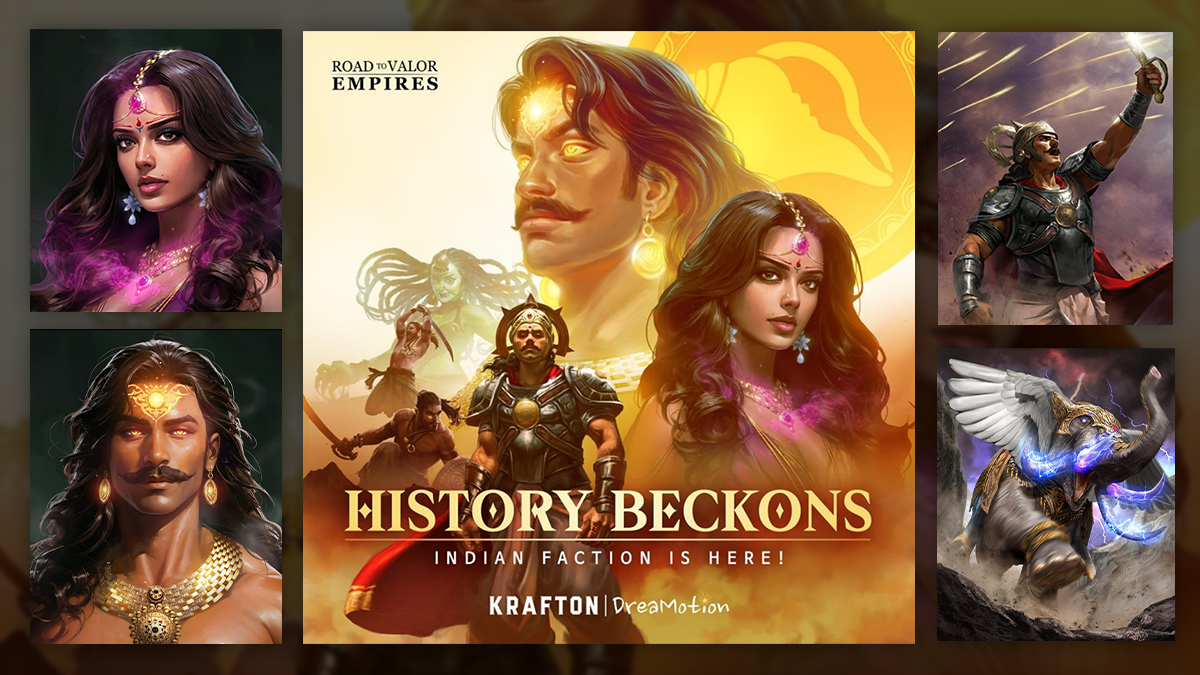 ROAD TO VALOR
EMPIRES
HISTORY BECKONS
INDIAN FACTION IS HERE!
KRAFTON | DreaMotion